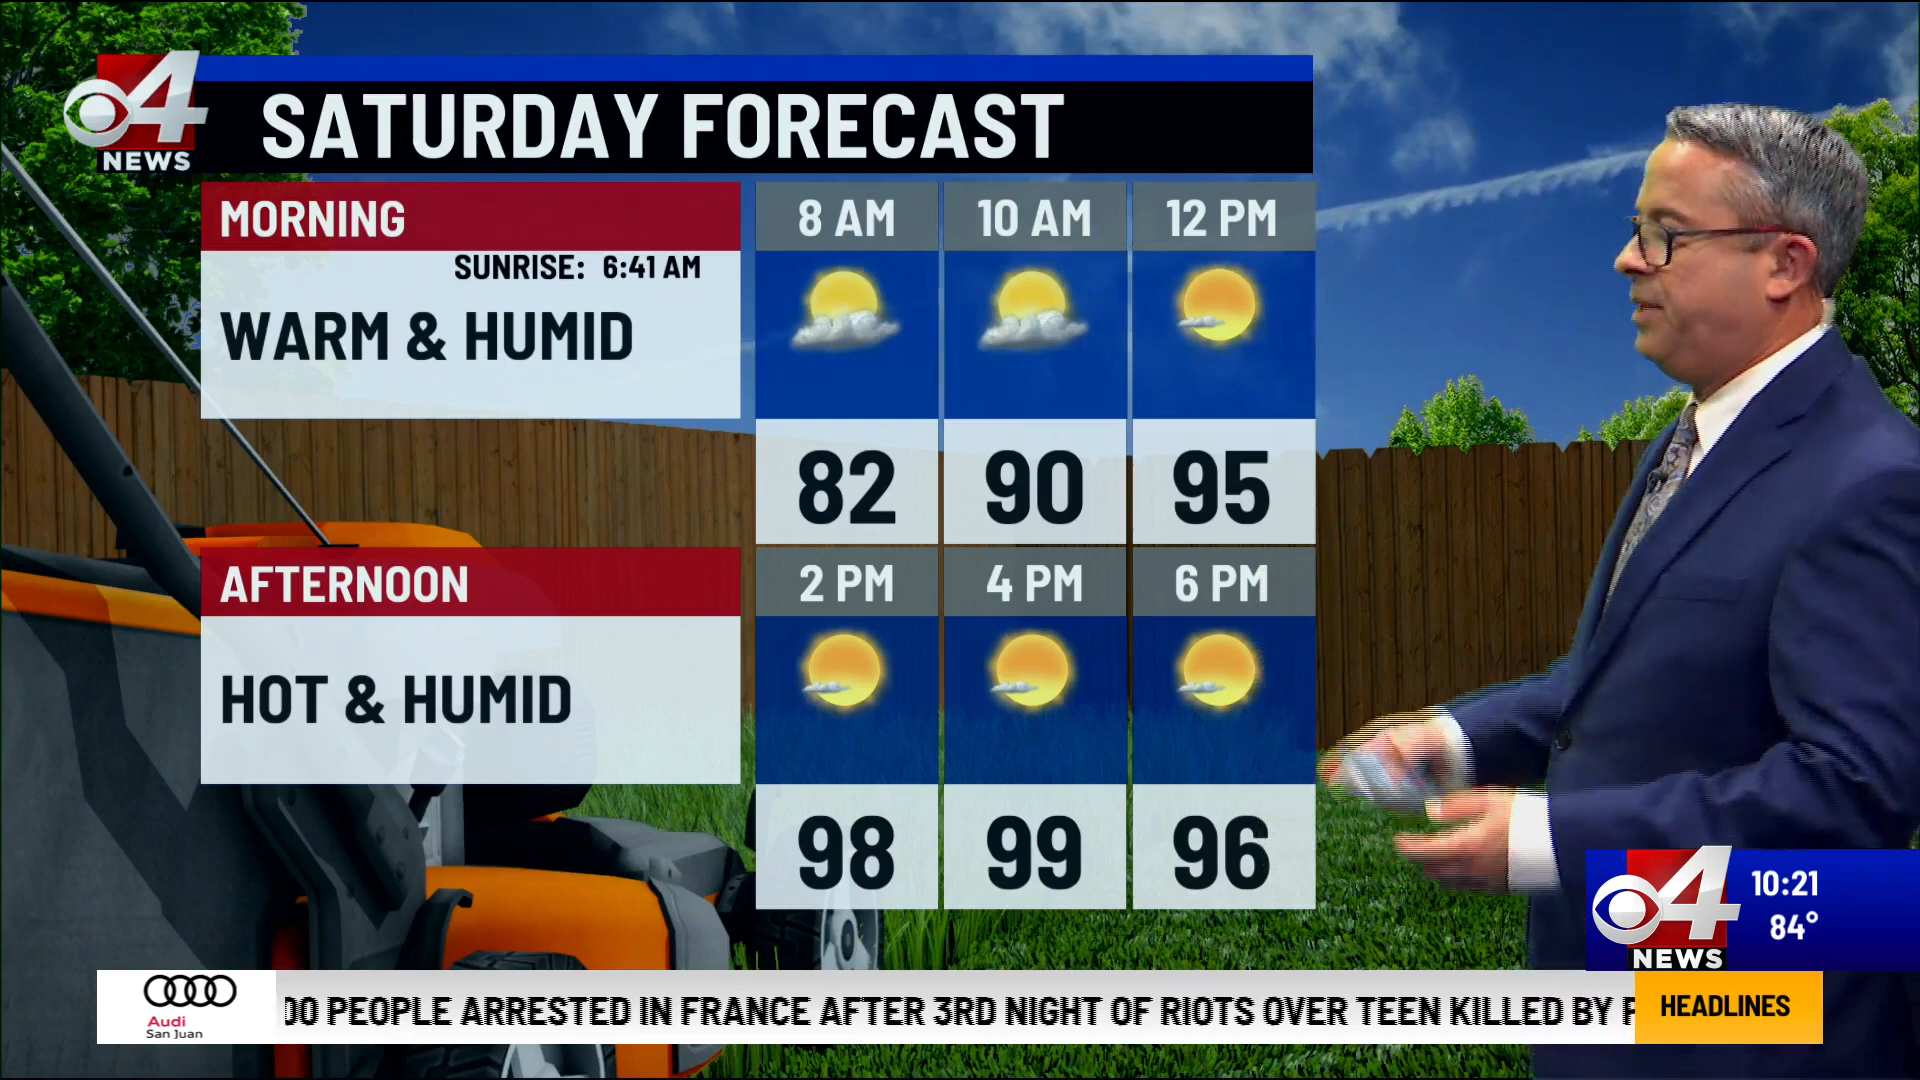 4
NEWS
SATURDAY FORECAST
MORNING
SUNRISE: 6:41 AM
WARM & HUMID
8 AM
10 AM
12 PM
82
90
95
AFTERNOON
HOT & HUMID
2 PM
4 PM
6 PM
98
99
96
4
NEWS
10:21
84°
Audi
San Juan
PEOPLE ARRESTED IN FRANCE AFTER 3RD NIGHT OF RIOTS OVER TEEN KILLED BY
HEADLINES